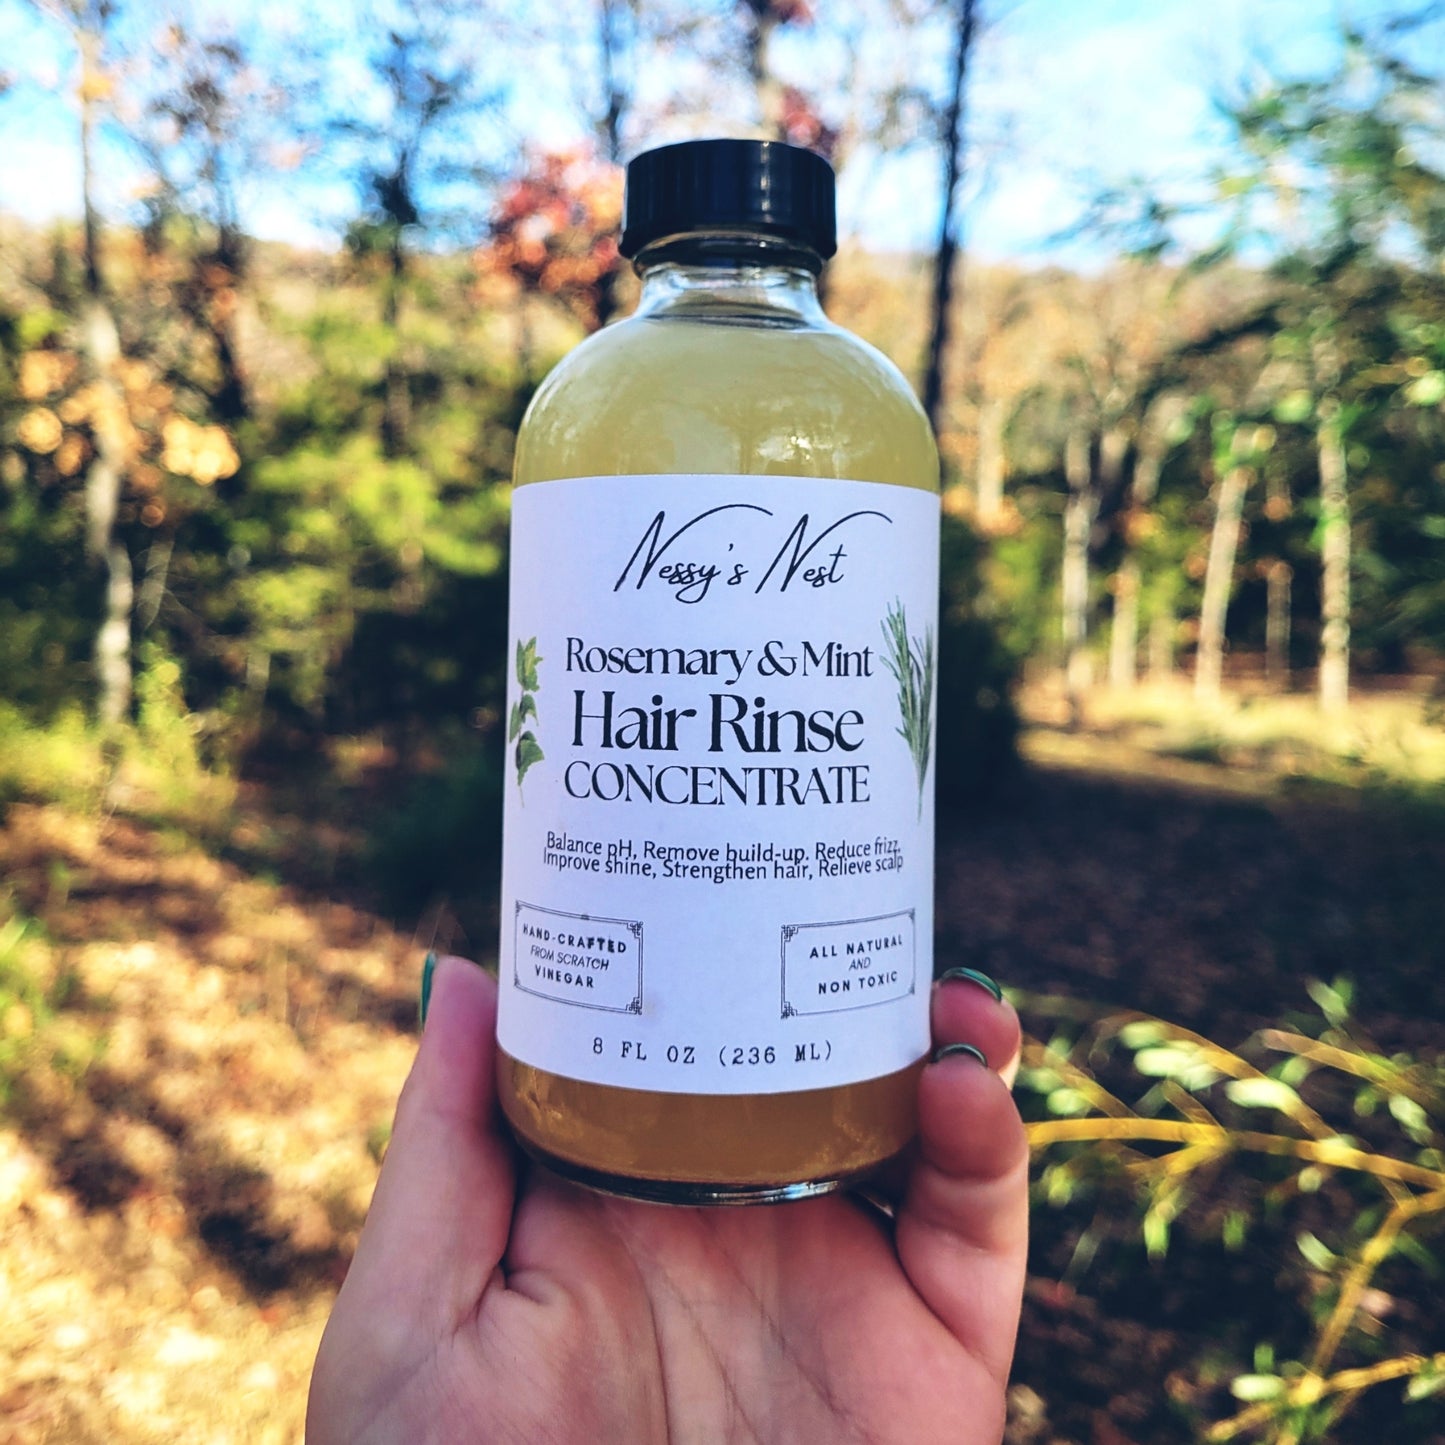 Nessy's Nest
Rosemary & Mint
Hair Rinse
CONCENTRATE
Balance pH, Remove build-up. Reduce frizz,
Improve shine, Strengthen hair, Relieve scalp
HAND-CRAFTED
FROM SCRATCH
VINEGAR
ALL NATURAL
AND
NON TOXIC
8 FL OZ (236 ML)